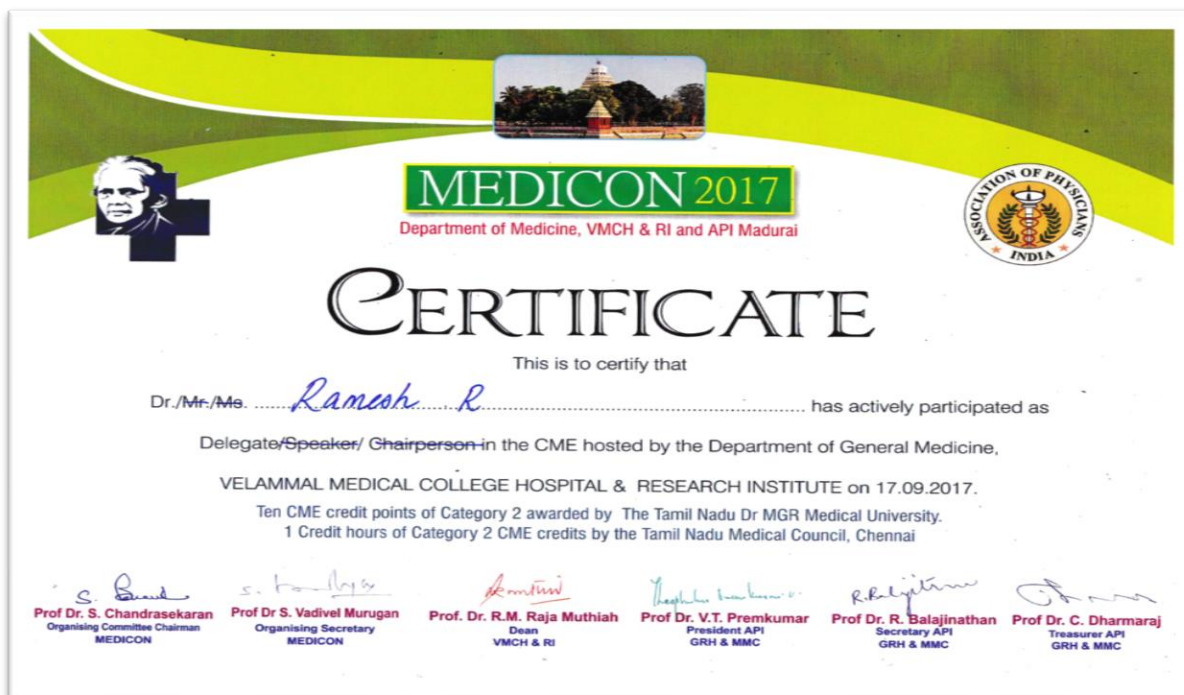 MEDICON 2017
Department of Medicine, VMCH & RI and API Madurai
ASSOCIATION OF PHYSICIANS
INDIA
CERTIFICATE
This is to certify that
Dr./Mr./Ms. Ramesh R has actively participated as
Delegate/Speaker/ Chairperson in the CME hosted by the Department of General Medicine,
VELAMMAL MEDICAL COLLEGE HOSPITAL & RESEARCH INSTITUTE on 17.09.2017.
Ten CME credit points of Category 2 awarded by The Tamil Nadu Dr MGR Medical University.
1 Credit hours of Category 2 CME credits by the Tamil Nadu Medical Council, Chennai
Prof Dr. S. Chandrasekaran
Organising Committee Chairman
MEDICON
Prof Dr S. Vadivel Murugan
Organising Secretary
MEDICON
Prof. Dr. R.M. Raja Muthiah
Dean
VMCH & RI
Prof Dr. V.T. Premkumar
President API
GRH & MMC
Prof Dr. R. Balajinathan
Secretary API
GRH & MMC
Prof Dr. C. Dharmaraj
Treasurer API
GRH & MMC